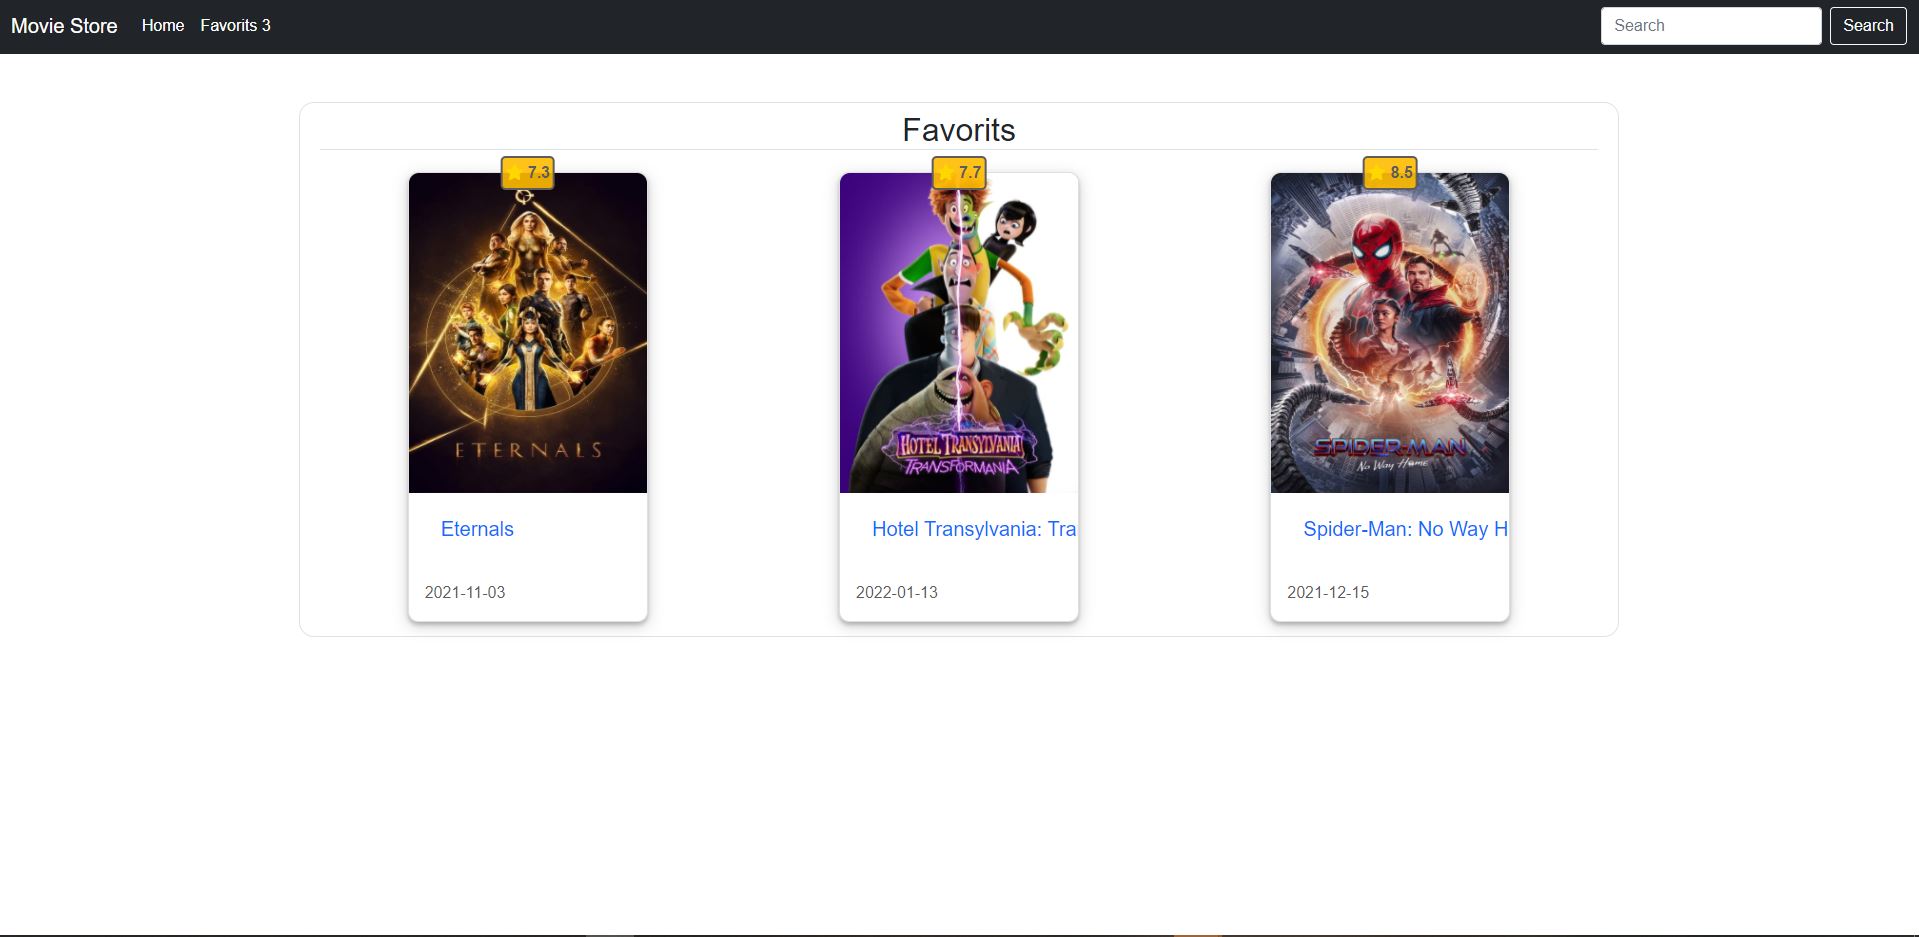 Movie Store Home Favorits 3 Search Search
Favorits
7.3 7.7 8.5
ETERNALS
HOTEL TRANSYLVANIA
TRANSFORMANIA
SPIDER-MAN
No Way Home
Eternals Hotel Transylvania: Tra Spider-Man: No Way H
2021-11-03 2022-01-13 2021-12-15